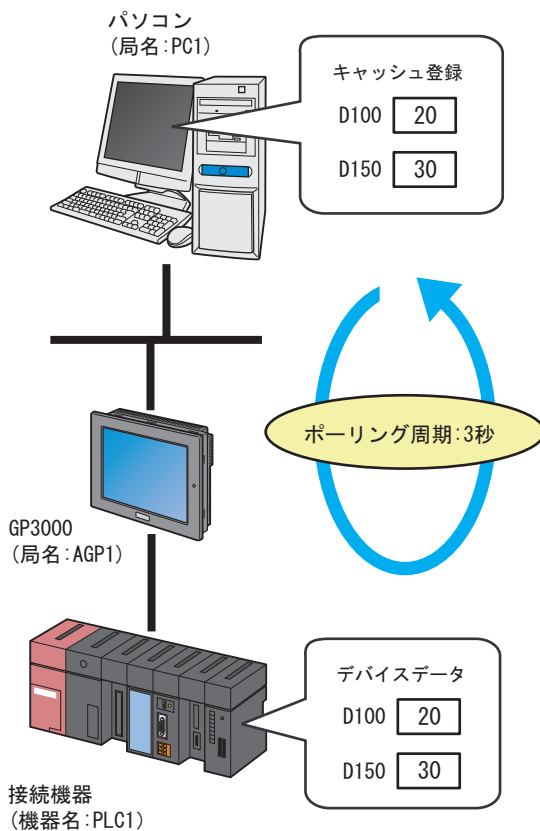 パソコン
(局名:PC1)
キャッシュ登録
D100 20
D150 30
ポーリング周期:3秒
GP3000
(局名:AGP1)
デバイスデータ
D100 20
D150 30
接続機器
(機器名:PLC1)